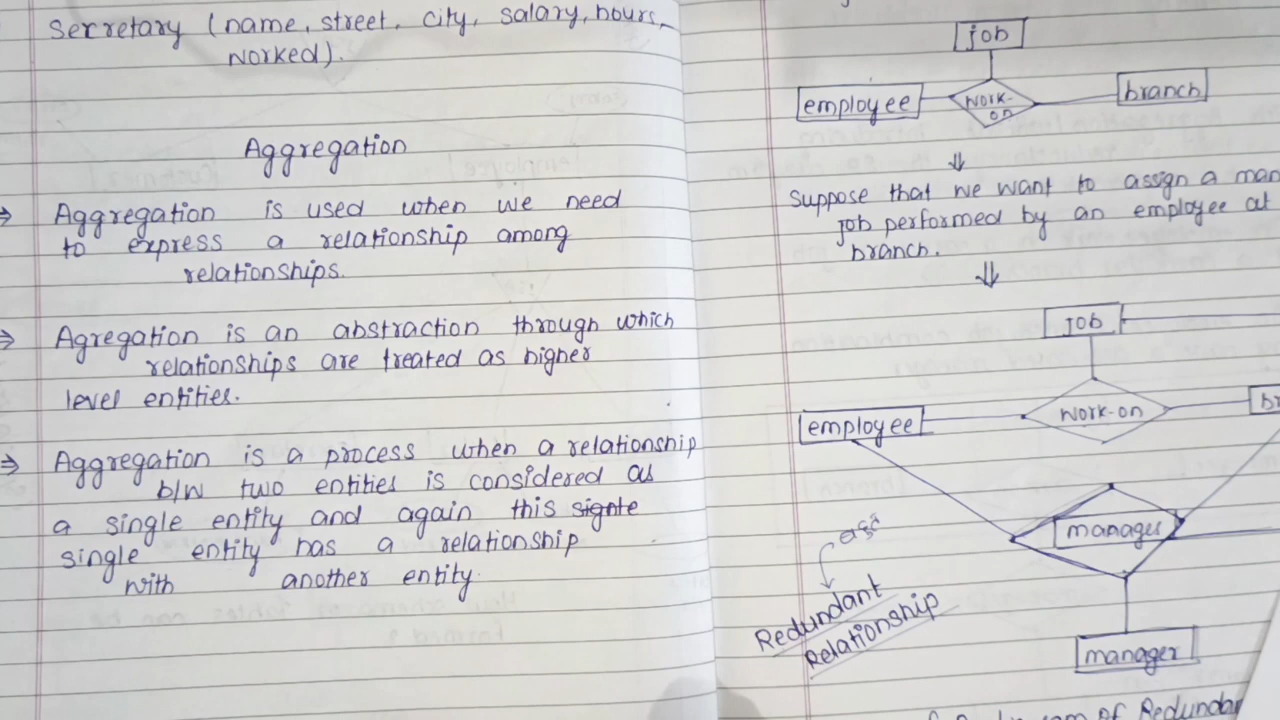 Secretary (name, street, city, salary, hours,
worked).
Aggregation
⇒ Aggregation is used when we need
to express a relationship among
relationships.
⇒ Agregation is an abstraction through which
relationships are treated as higher
level entities.
⇒ Aggregation is a process when a relationship
b/w two entities is considered as
a single entity and again this signle
single entity has a relationship
with another entity.
job
employee
work-
on
branch
⇓
Suppose that we want to assign a man
job performed by an employee at
branch.
⇓
job
employee
work-on
br
manages
Redundant
Relationship
manager
of Redundan